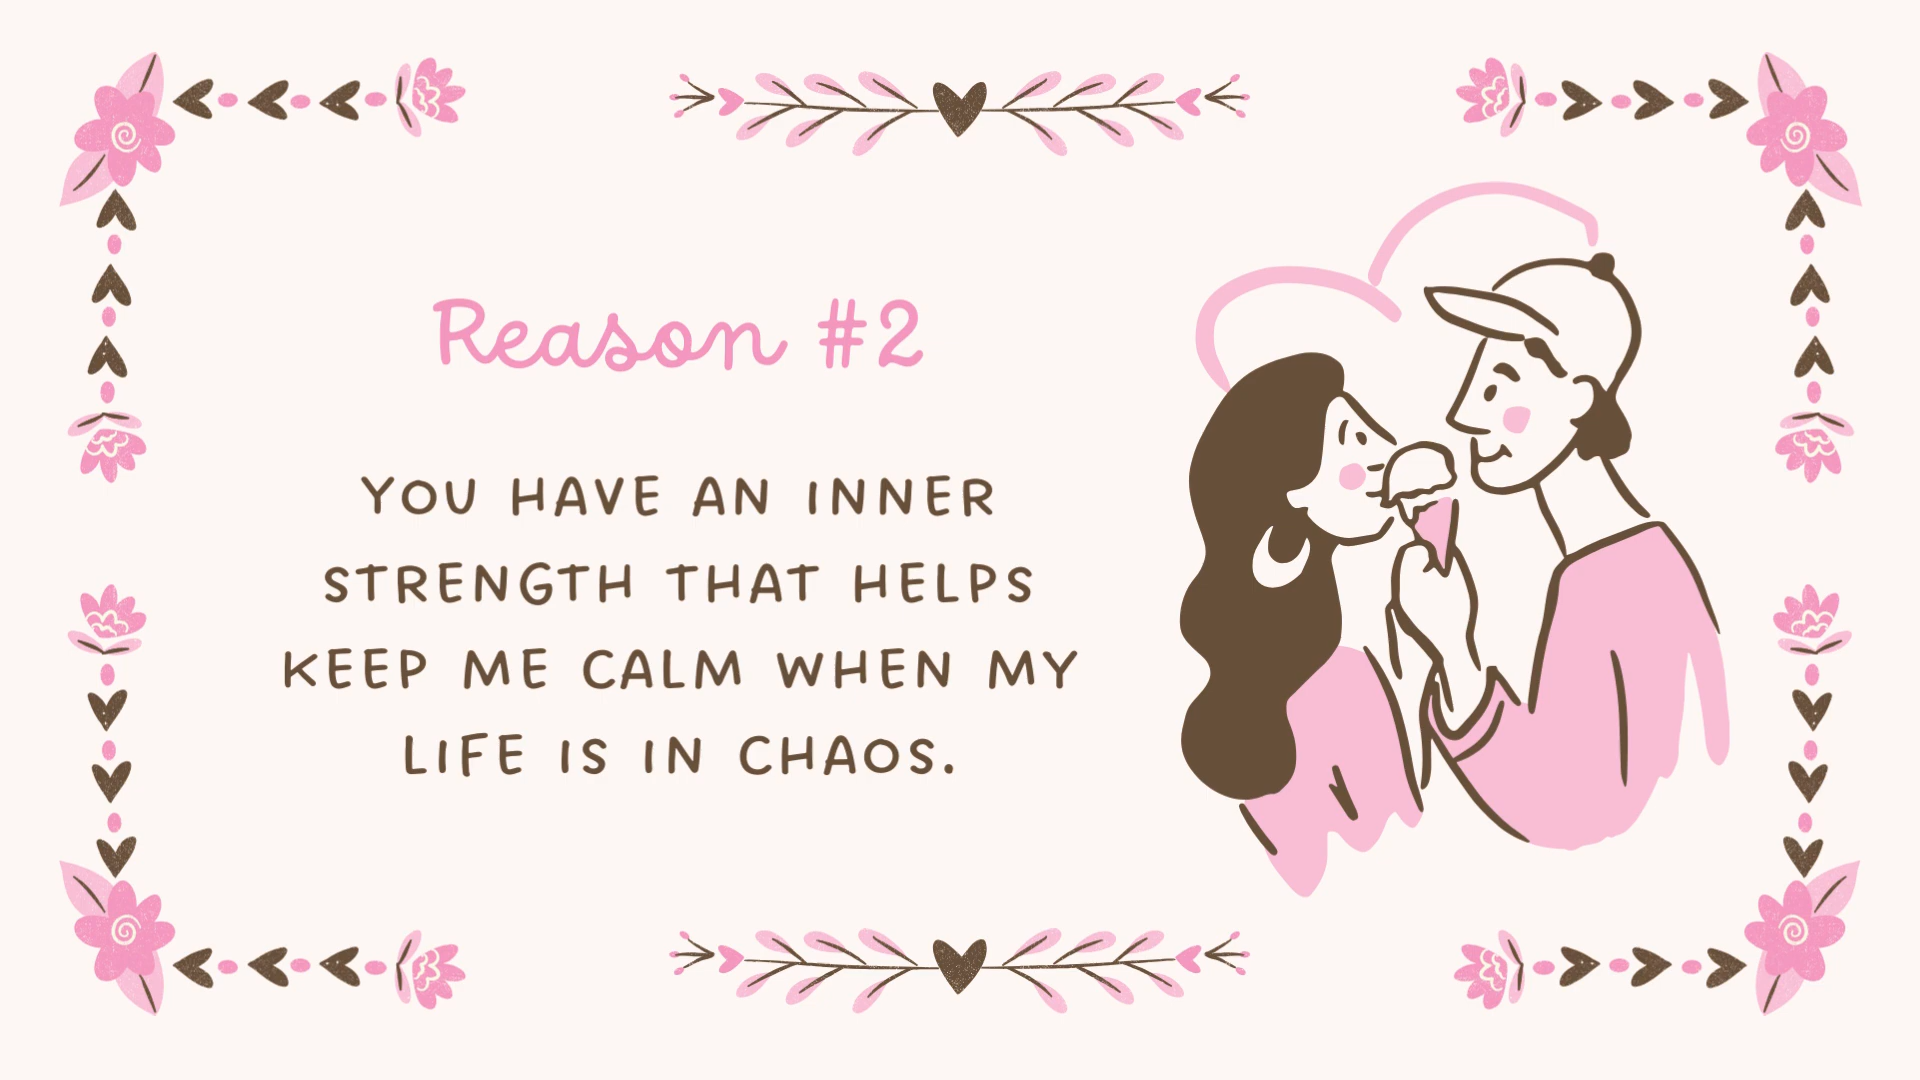 Reason #2
YOU HAVE AN INNER
STRENGTH THAT HELPS
KEEP ME CALM WHEN MY
LIFE IS IN CHAOS.